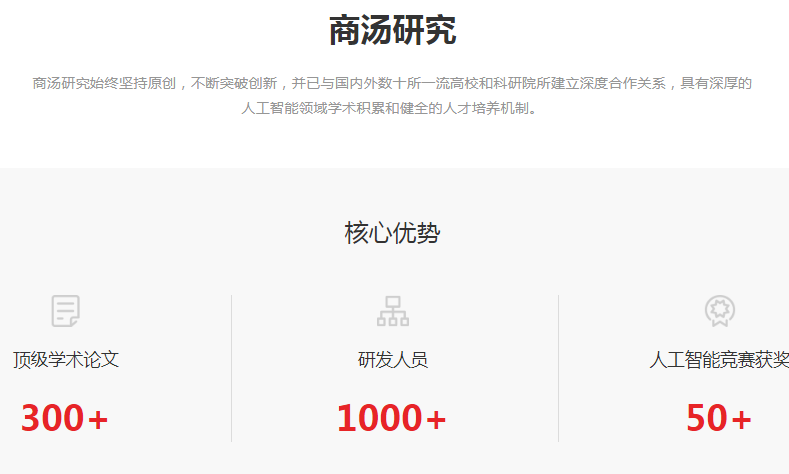 商汤研究
商汤研究始终坚持原创，不断突破创新，并已与国内外数十所一流高校和科研院所建立深度合作关系，具有深厚的
人工智能领域学术积累和健全的人才培养机制。
核心优势
顶级学术论文
300+
研发人员
1000+
人工智能竞赛获奖
50+